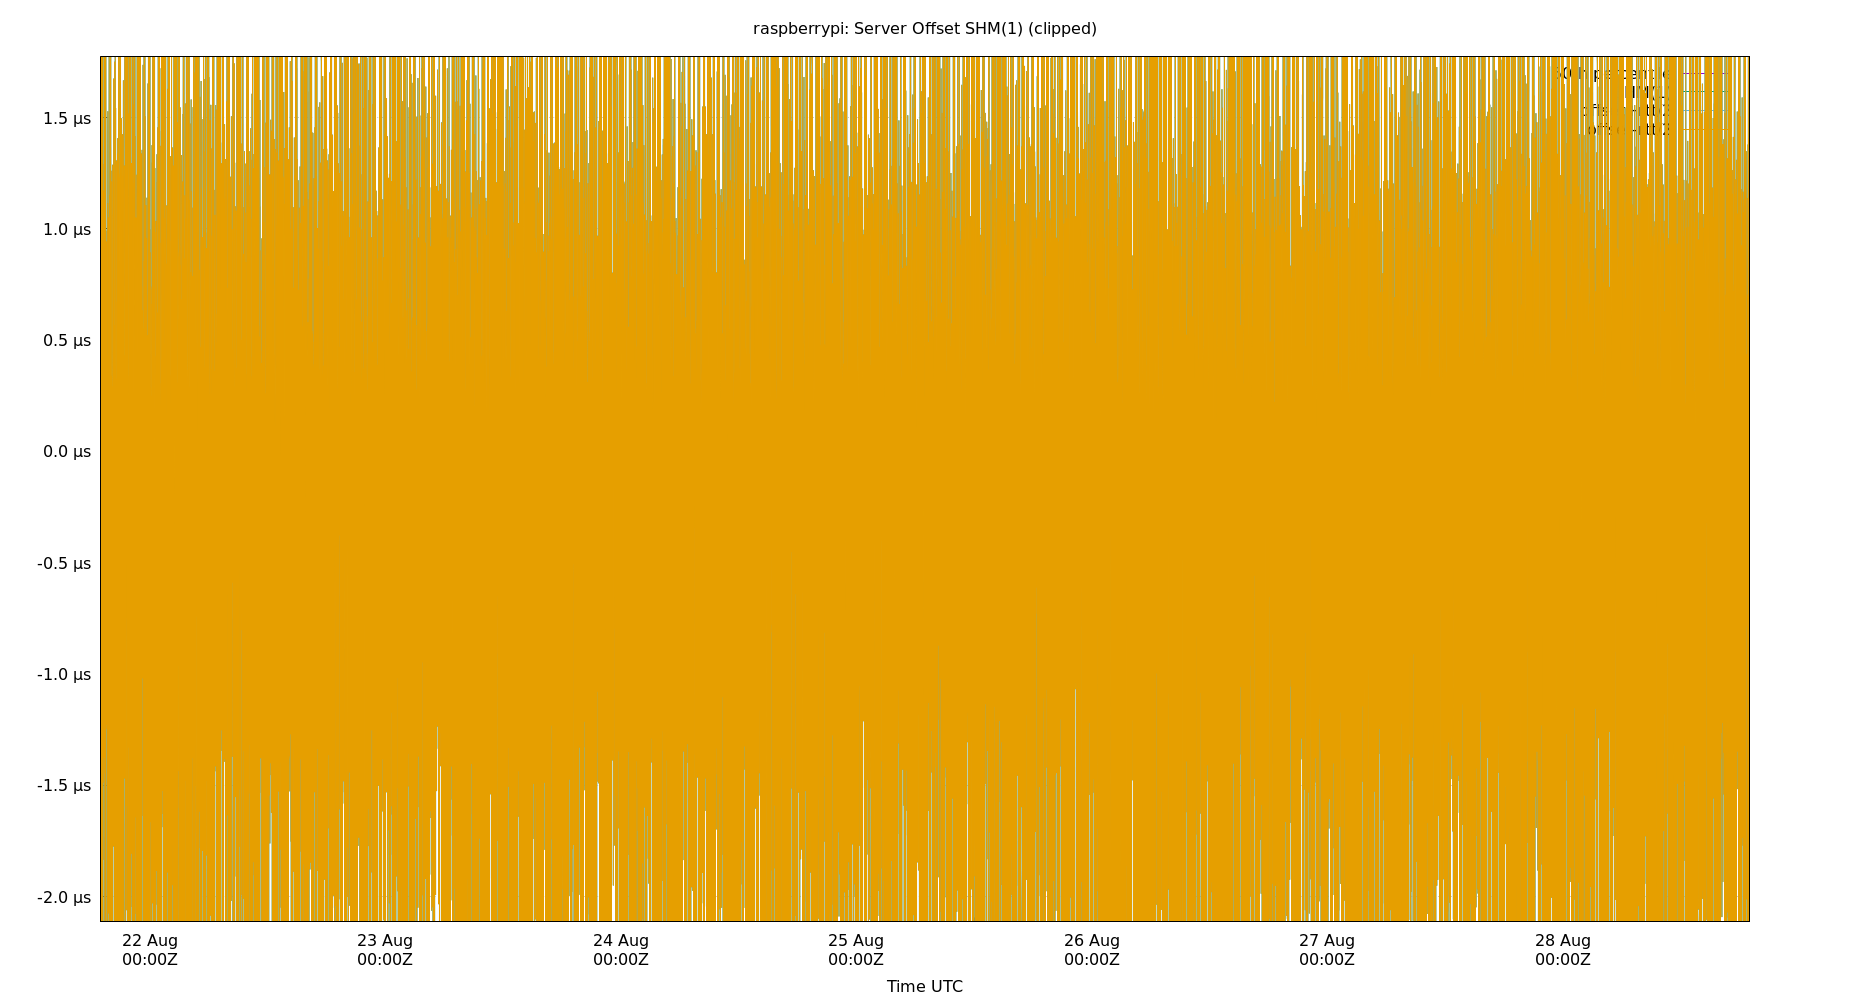 raspberrypi: Server Offset SHM(1) (clipped)
1.5 µs
1.0 µs
0.5 µs
0.0 µs
-0.5 µs
-1.0 µs
-1.5 µs
-2.0 µs
22 Aug 23 Aug 24 Aug 25 Aug 26 Aug 27 Aug 28 Aug
00:00Z 00:00Z 00:00Z 00:00Z 00:00Z 00:00Z 00:00Z
Time UTC